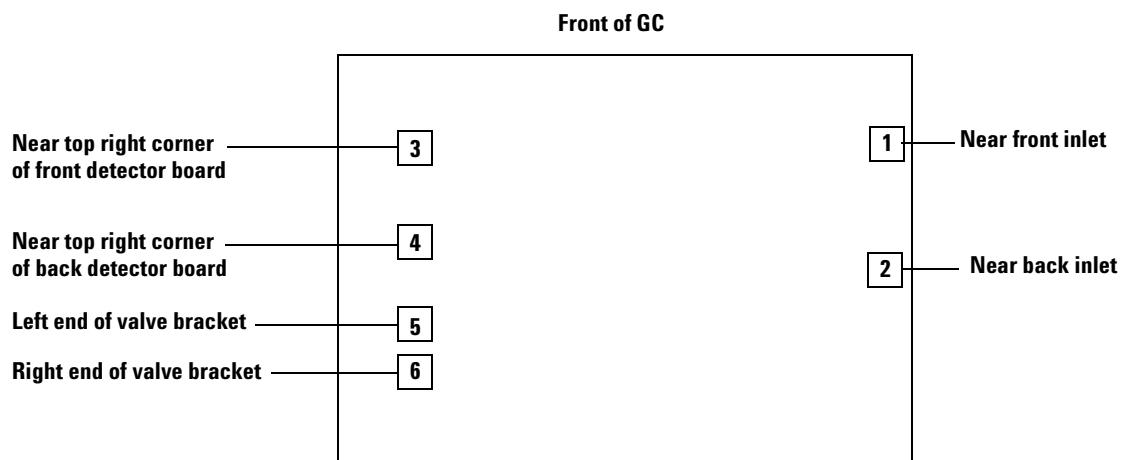 Front of GC
Near top right corner
of front detector board
3
1
Near front inlet
Near top right corner
of back detector board
4
2
Near back inlet
Left end of valve bracket
5
Right end of valve bracket
6